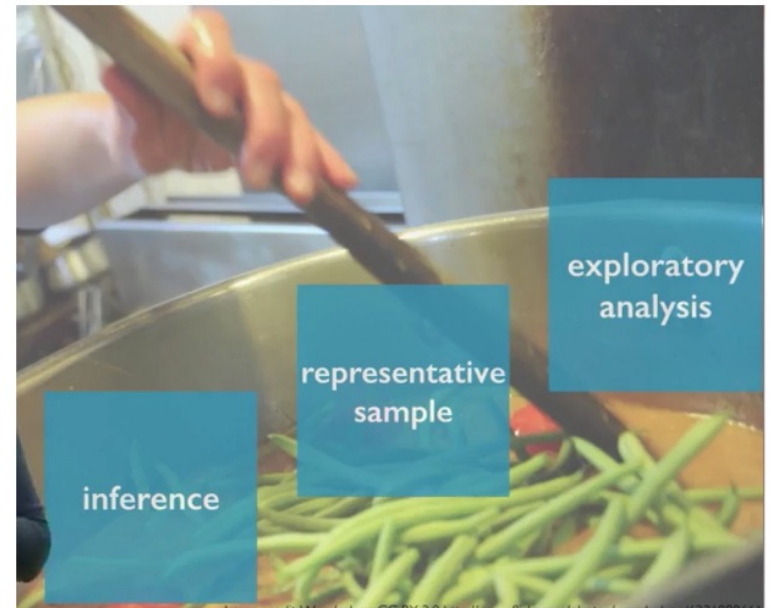 exploratory
analysis
representative
sample
inference